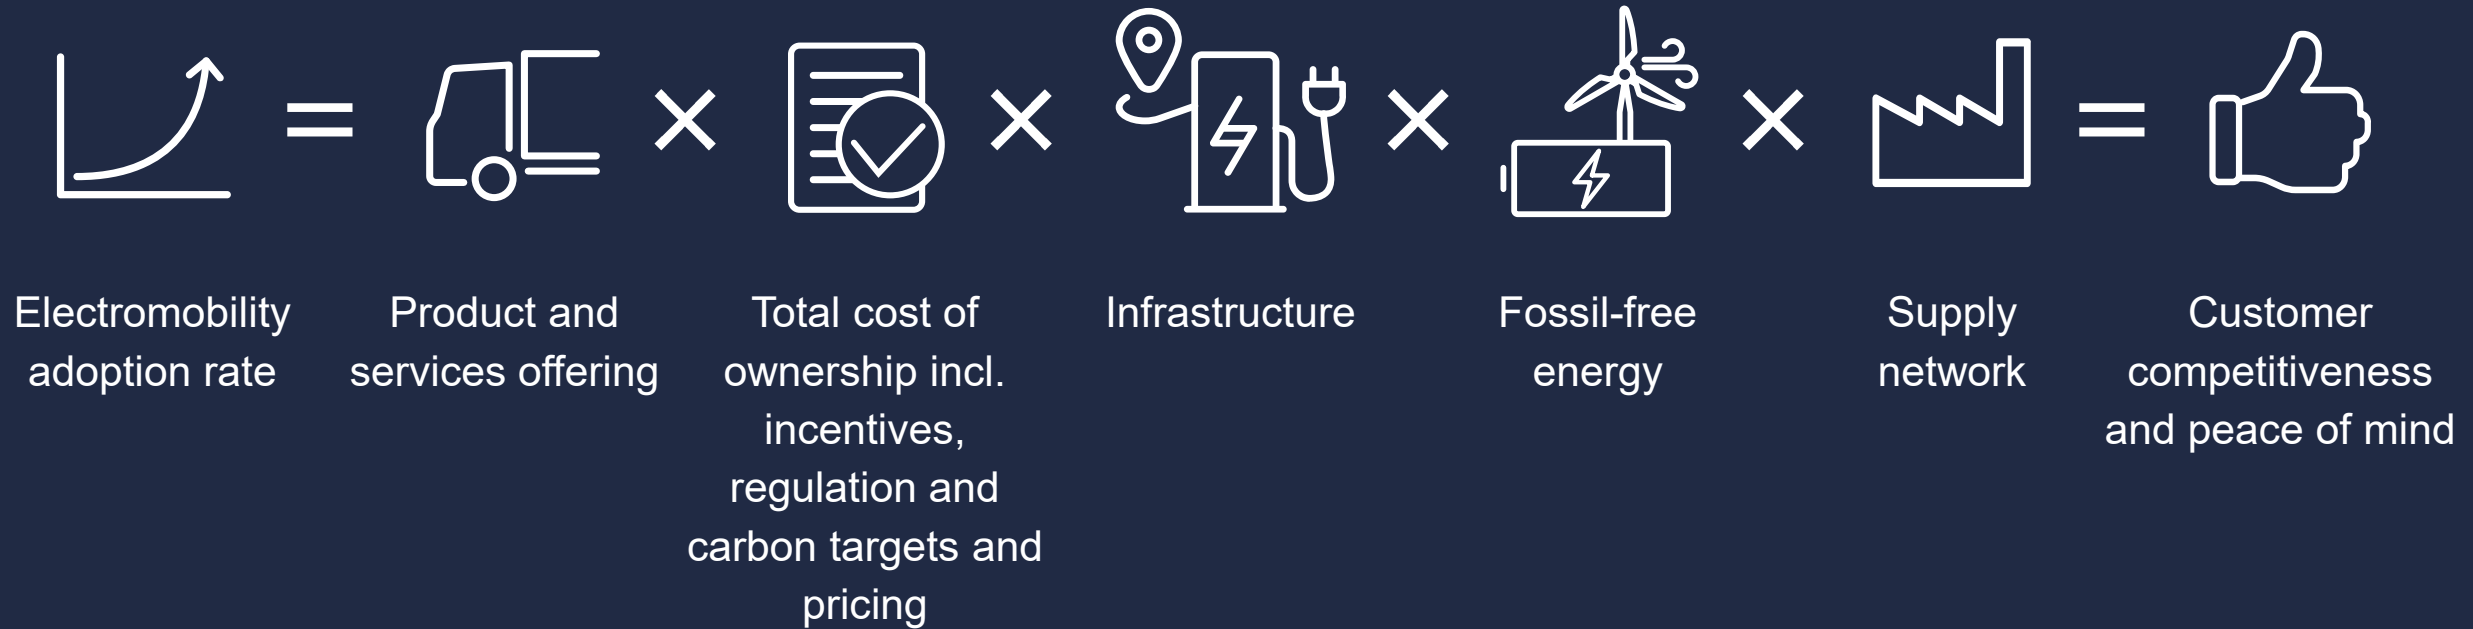 = × × × × =
Electromobility
adoption rate
Product and
services offering
Total cost of
ownership incl.
incentives,
regulation and
carbon targets and
pricing
Infrastructure
Fossil-free
energy
Supply
network
Customer
competitiveness
and peace of mind